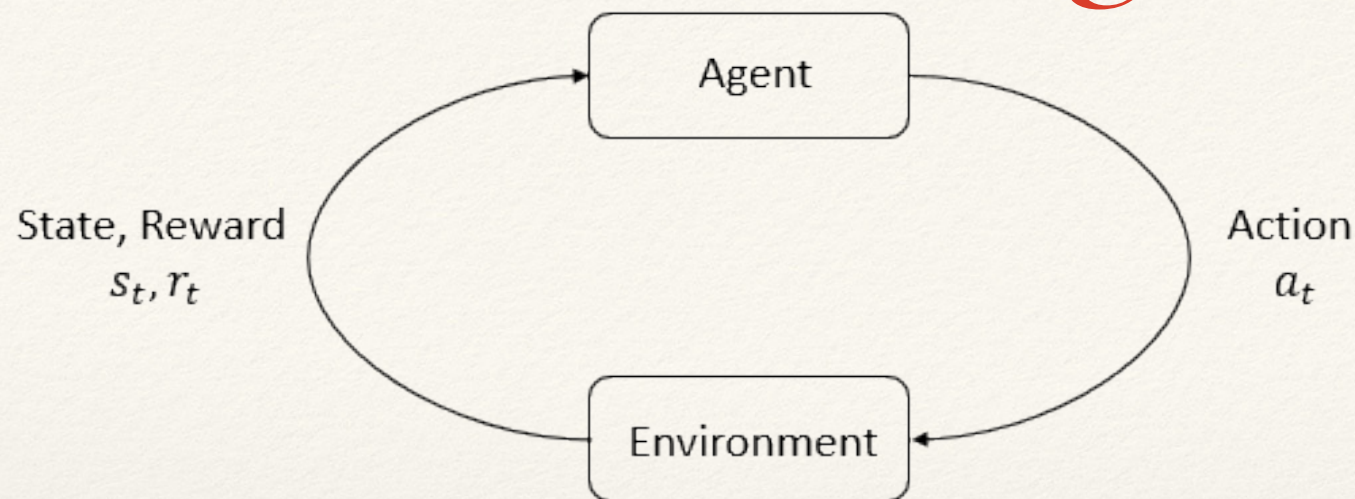 Agent
State, Reward
s_t, r_t
Action
a_t
Environment